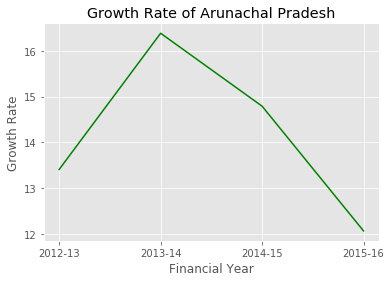 Growth Rate of Arunachal Pradesh
16
15
14
13
12
Growth Rate
2012-13 2013-14 2014-15 2015-16
Financial Year